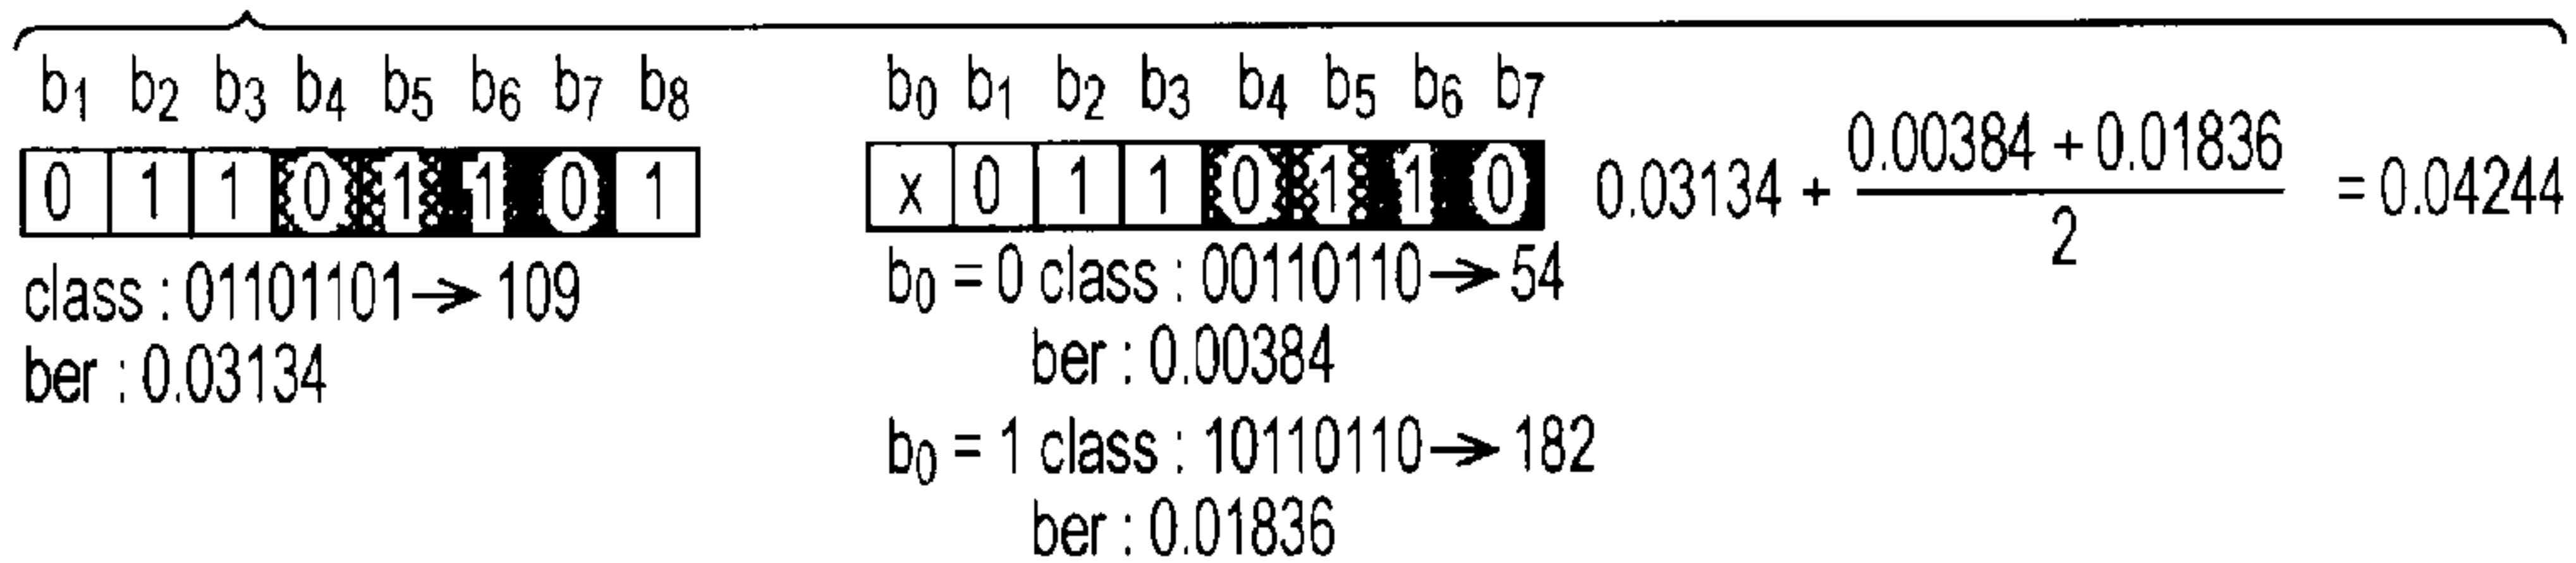 b₁ b₂ b₃ b₄ b₅ b₆ b₇ b₈
0 1 1 0 1 1 0 1
class : 01101101→ 109
ber : 0.03134
b₀ b₁ b₂ b₃ b₄ b₅ b₆ b₇
x 0 1 1 0 1 1 0
b₀ = 0 class : 00110110→ 54
ber : 0.00384
b₀ = 1 class : 10110110→ 182
ber : 0.01836
0.00384 + 0.01836
0.03134 + ———— = 0.04244
2